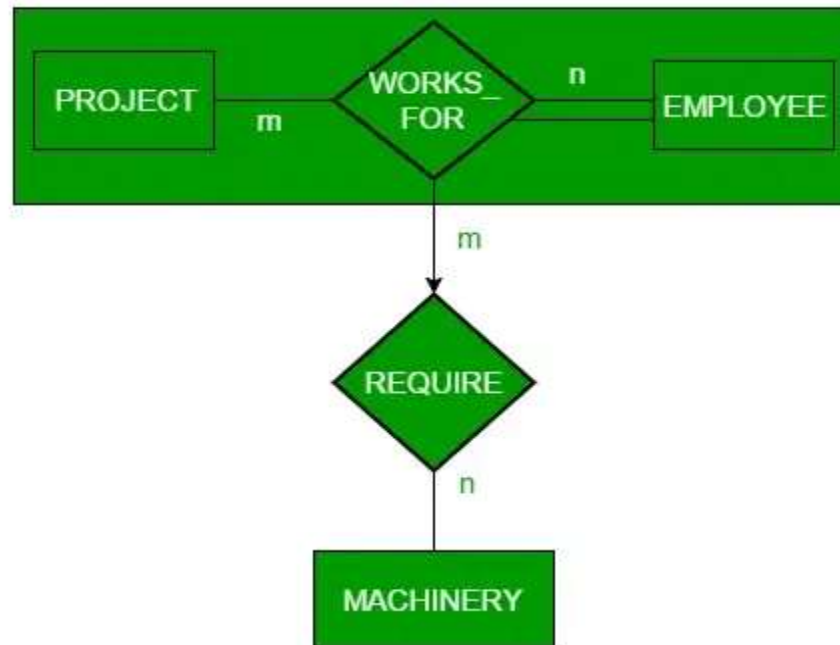 PROJECT
m
WORKS_
FOR
n
EMPLOYEE
m
REQUIRE
n
MACHINERY